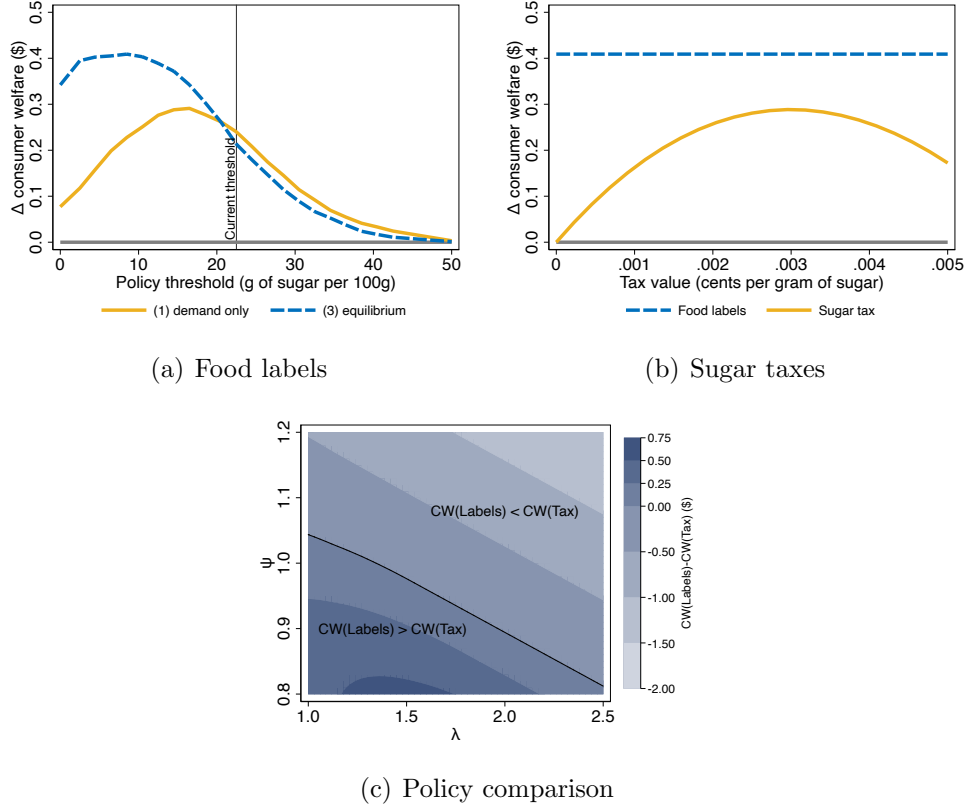 Δ consumer welfare ($)
0.5
0.4
0.3
0.2
0.1
0.0
Current threshold
0 10 20 30 40 50
Policy threshold (g of sugar per 100g)
(1) demand only (3) equilibrium
(a) Food labels
Δ consumer welfare ($)
0.5
0.4
0.3
0.2
0.1
0.0
0 .001 .002 .003 .004 .005
Tax value (cents per gram of sugar)
Food labels Sugar tax
(b) Sugar taxes
ψ
1.2
1.1
1.0
0.9
0.8
CW(Labels) < CW(Tax)
CW(Labels) > CW(Tax)
1.0 1.5 2.0 2.5
λ
0.75
0.50
0.25
0.00
-0.50
-1.00
-1.50
-2.00
CW(Labels)-CW(Tax) ($)
(c) Policy comparison